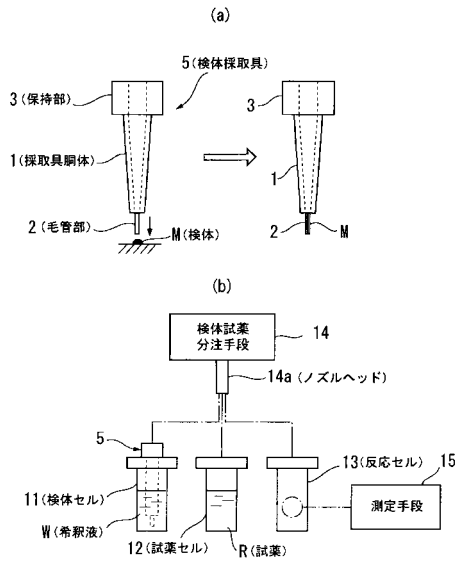 (a)
5(検体採取具)
3(保持部)
3
1(採取具胴体)
1
2(毛管部)
M(検体)
2
M
(b)
検体試薬
分注手段
14
14a(ノズルヘッド)
5
13(反応セル)
15
11(検体セル)
測定手段
W(希釈液)
12(試薬セル)
R(試薬)